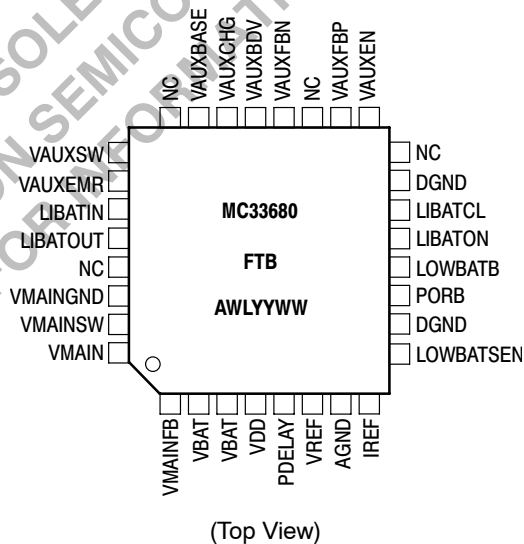 NC
VAUXBASE
VAUXCHG
VAUXBDV
VAUXFBN
NC
VAUXFBP
VAUXEN
VAUXSW
VAUXEMR
LIBATIN
LIBATOUT
NC
VMAINGND
VMAINSW
VMAIN
MC33680
FTB
AWLYYWW
NC
DGND
LIBATCL
LIBATON
LOWBATB
PORB
DGND
LOWBATSEN
VMAINFB
VBAT
VBAT
VDD
PDELAY
VREF
AGND
IREF
(Top View)